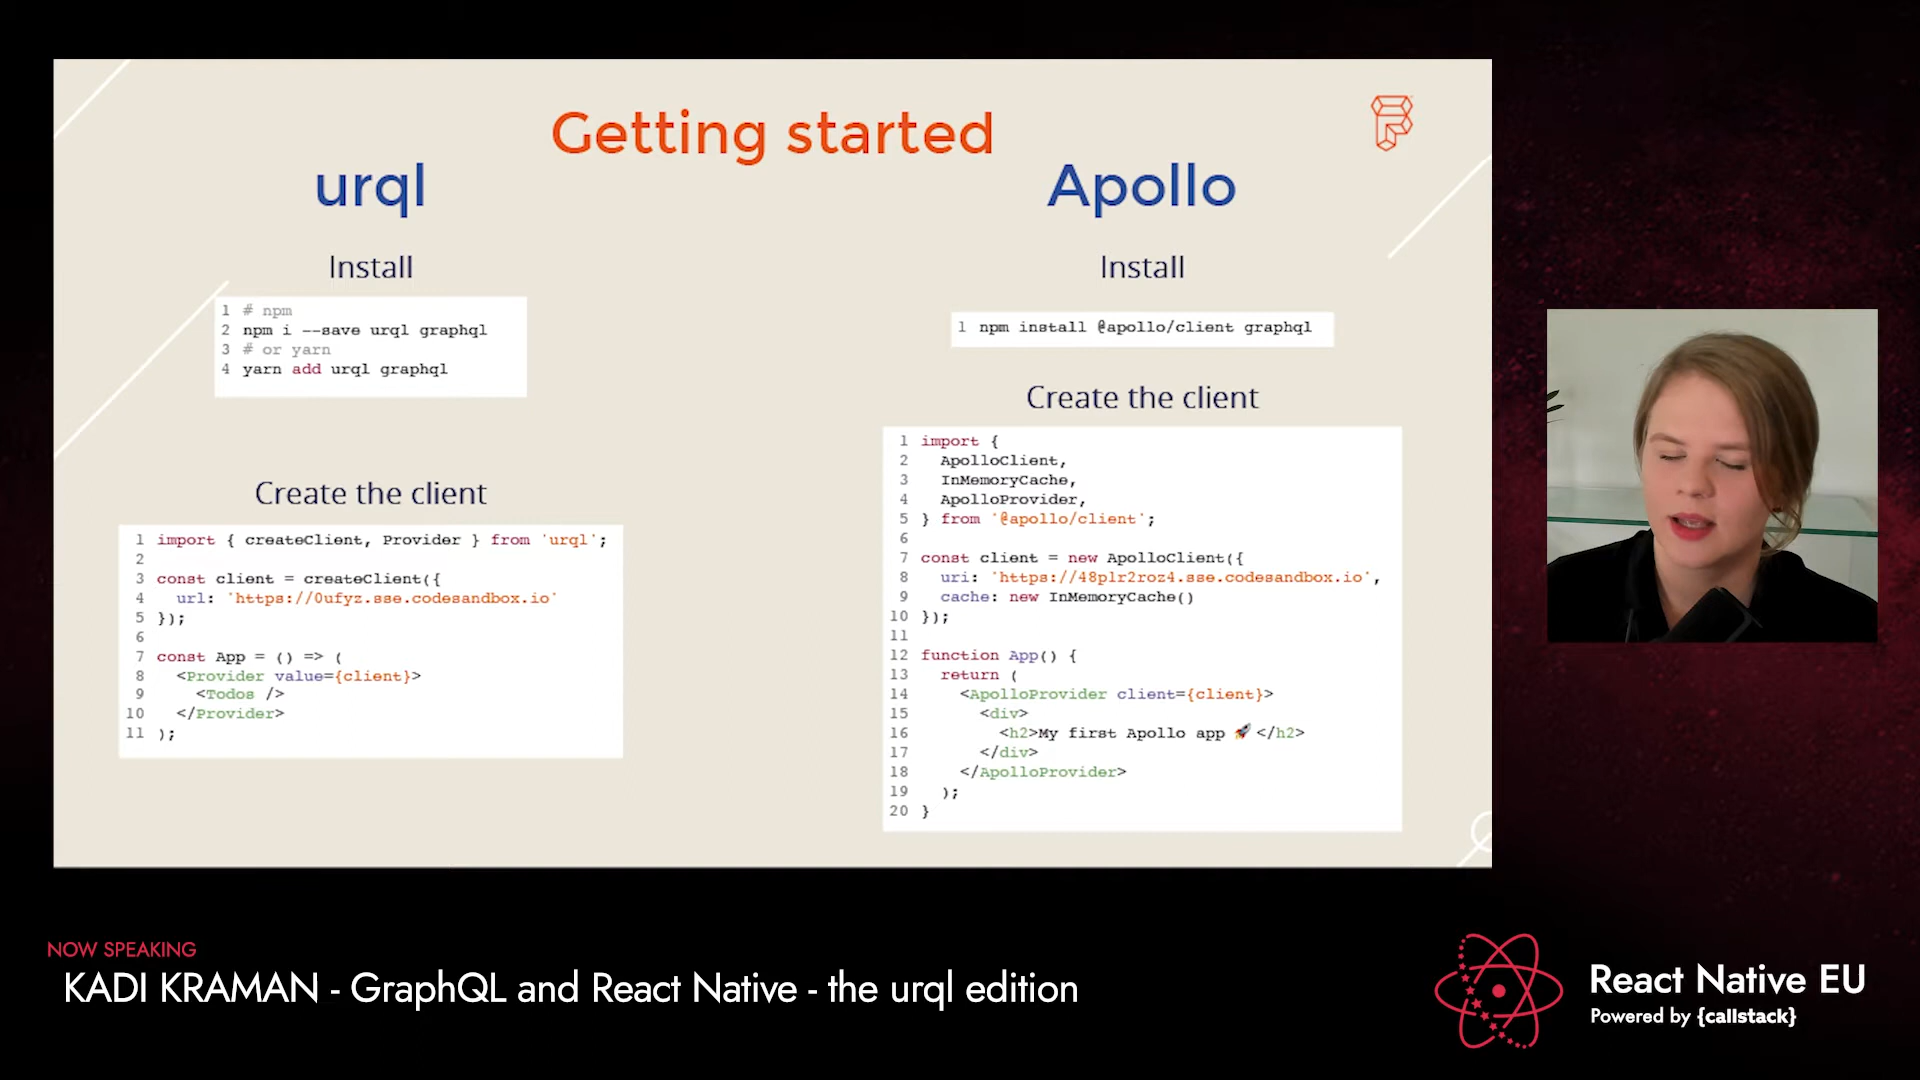 Getting started
urql
Install
1 # npm
2 npm i --save urql graphql
3 # or yarn
4 yarn add urql graphql
Create the client
1 import { createClient, Provider } from 'urql';
2
3 const client = createClient({
4   url: 'https://0ufyz.sse.codesandbox.io'
5 });
6
7 const App = () => (
8   <Provider value={client}>
9     <Todos />
10   </Provider>
11 );
Apollo
Install
1 npm install @apollo/client graphql
Create the client
1 import {
2   ApolloClient,
3   InMemoryCache,
4   ApolloProvider,
5 } from '@apollo/client';
6
7 const client = new ApolloClient({
8   uri: 'https://48plr2roz4.sse.codesandbox.io',
9   cache: new InMemoryCache()
10 });
11
12 function App() {
13   return (
14     <ApolloProvider client={client}>
15       <div>
16         <h2>My first Apollo app 🚀</h2>
17       </div>
18     </ApolloProvider>
19   );
20 }
NOW SPEAKING
KADI KRAMAN - GraphQL and React Native - the urql edition
React Native EU
Powered by {callstack}